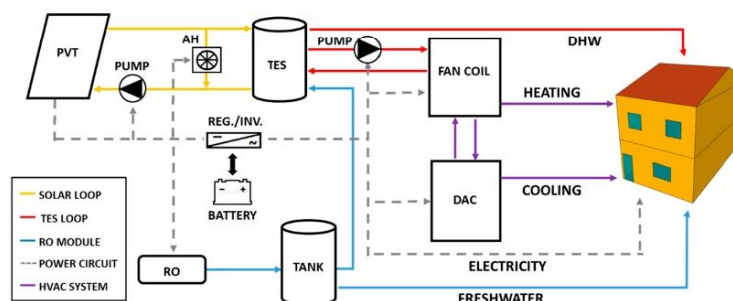 PVT
AH
TES
PUMP
DHW
PUMP
FAN COIL
HEATING
REG./INV.
BATTERY
DAC
COOLING
SOLAR LOOP
TES LOOP
RO MODULE
POWER CIRCUIT
HVAC SYSTEM
RO
TANK
ELECTRICITY
FRESHWATER